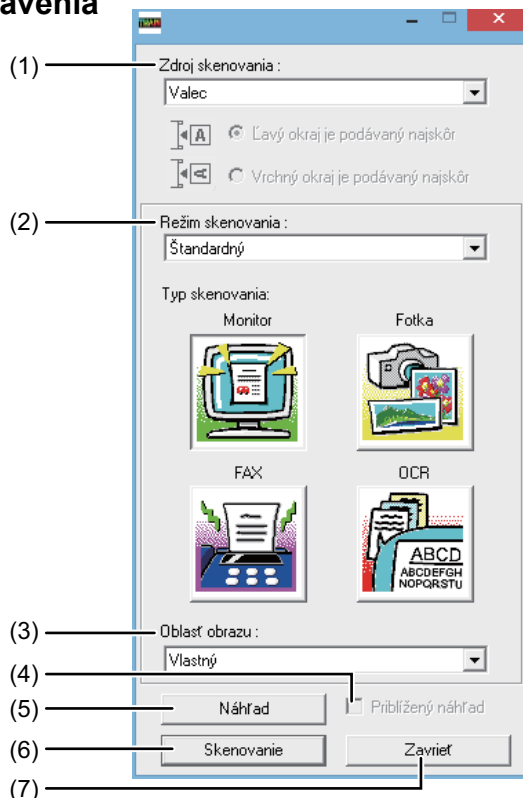 avenia
(1)
Zdroj skenovania :
Valec
A
Ľavý okraj je podávaný najskôr
A
Vrchný okraj je podávaný najskôr
(2)
Režim skenovania :
Štandardný
Typ skenovania:
Monitor Fotka
FAX OCR
ABCD
ABCDEFGH
NOPQRSTU
(3)
Oblasť obrazu :
Vlastný
(4)
(5)
Náhľad Priblížený náhľad
(6)
Skenovanie Zavrieť
(7)